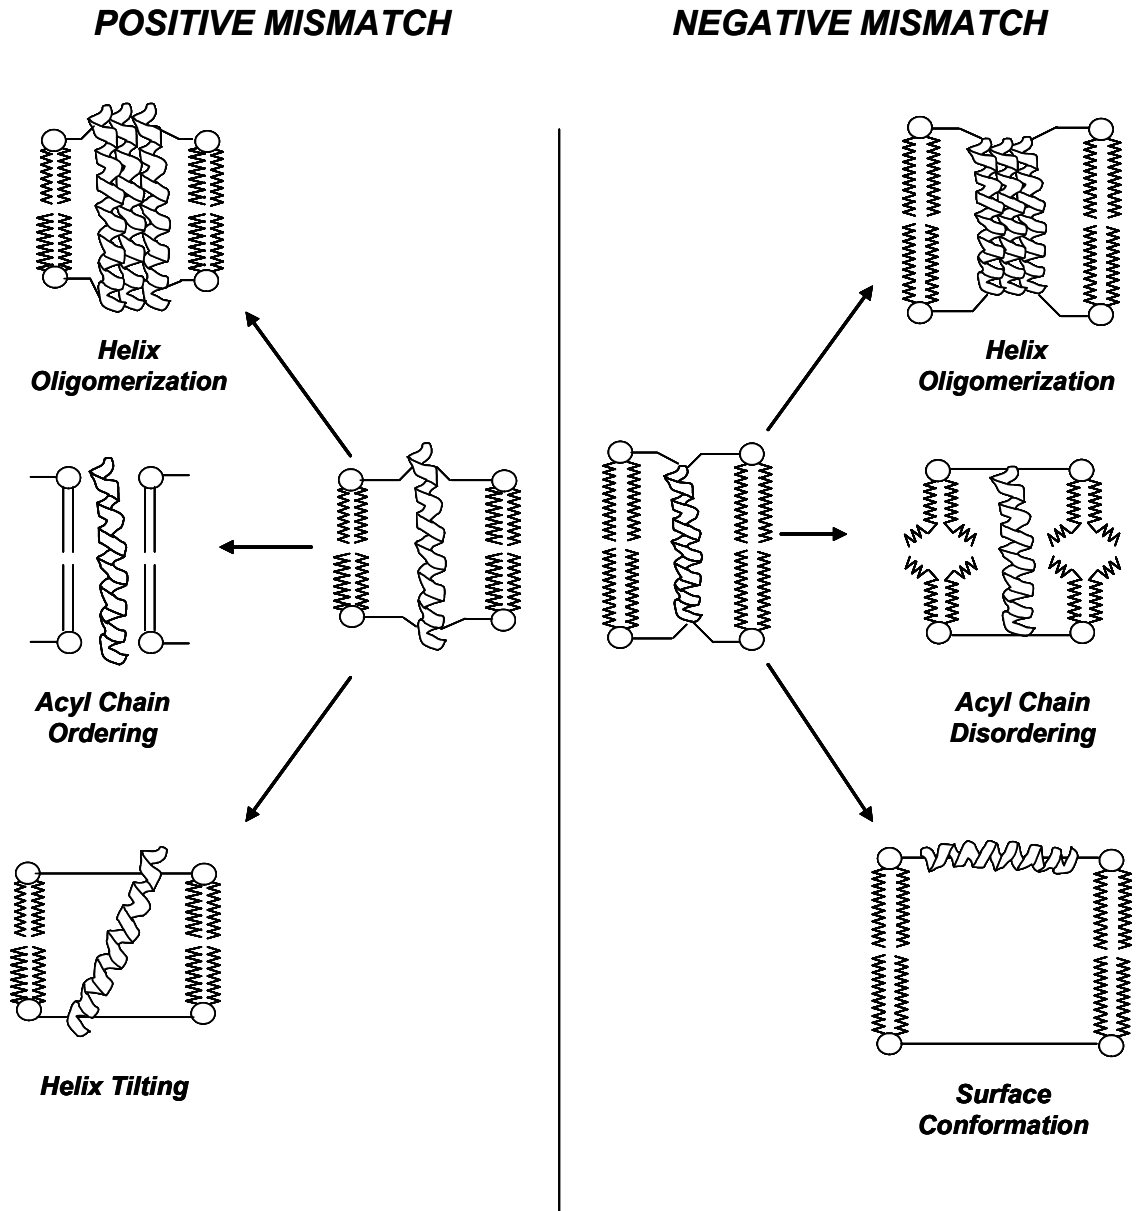 POSITIVE MISMATCH
Helix
Oligomerization
Acyl Chain
Ordering
Helix Tilting
NEGATIVE MISMATCH
Helix
Oligomerization
Acyl Chain
Disordering
Surface
Conformation